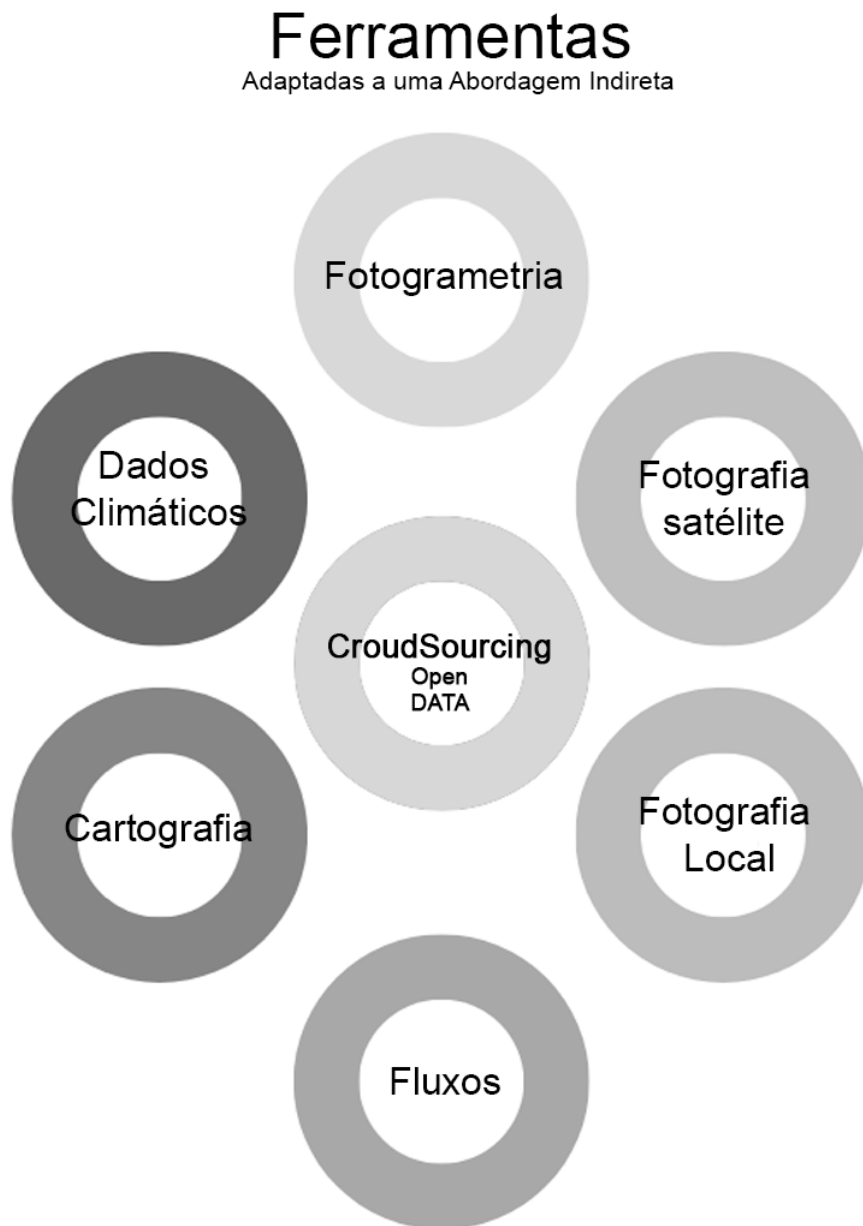 Ferramentas
Adaptadas a uma Abordagem Indireta
Fotogrametria
Dados
Climáticos
Fotografia
satélite
CroudSourcing
Open
DATA
Cartografia
Fotografia
Local
Fluxos